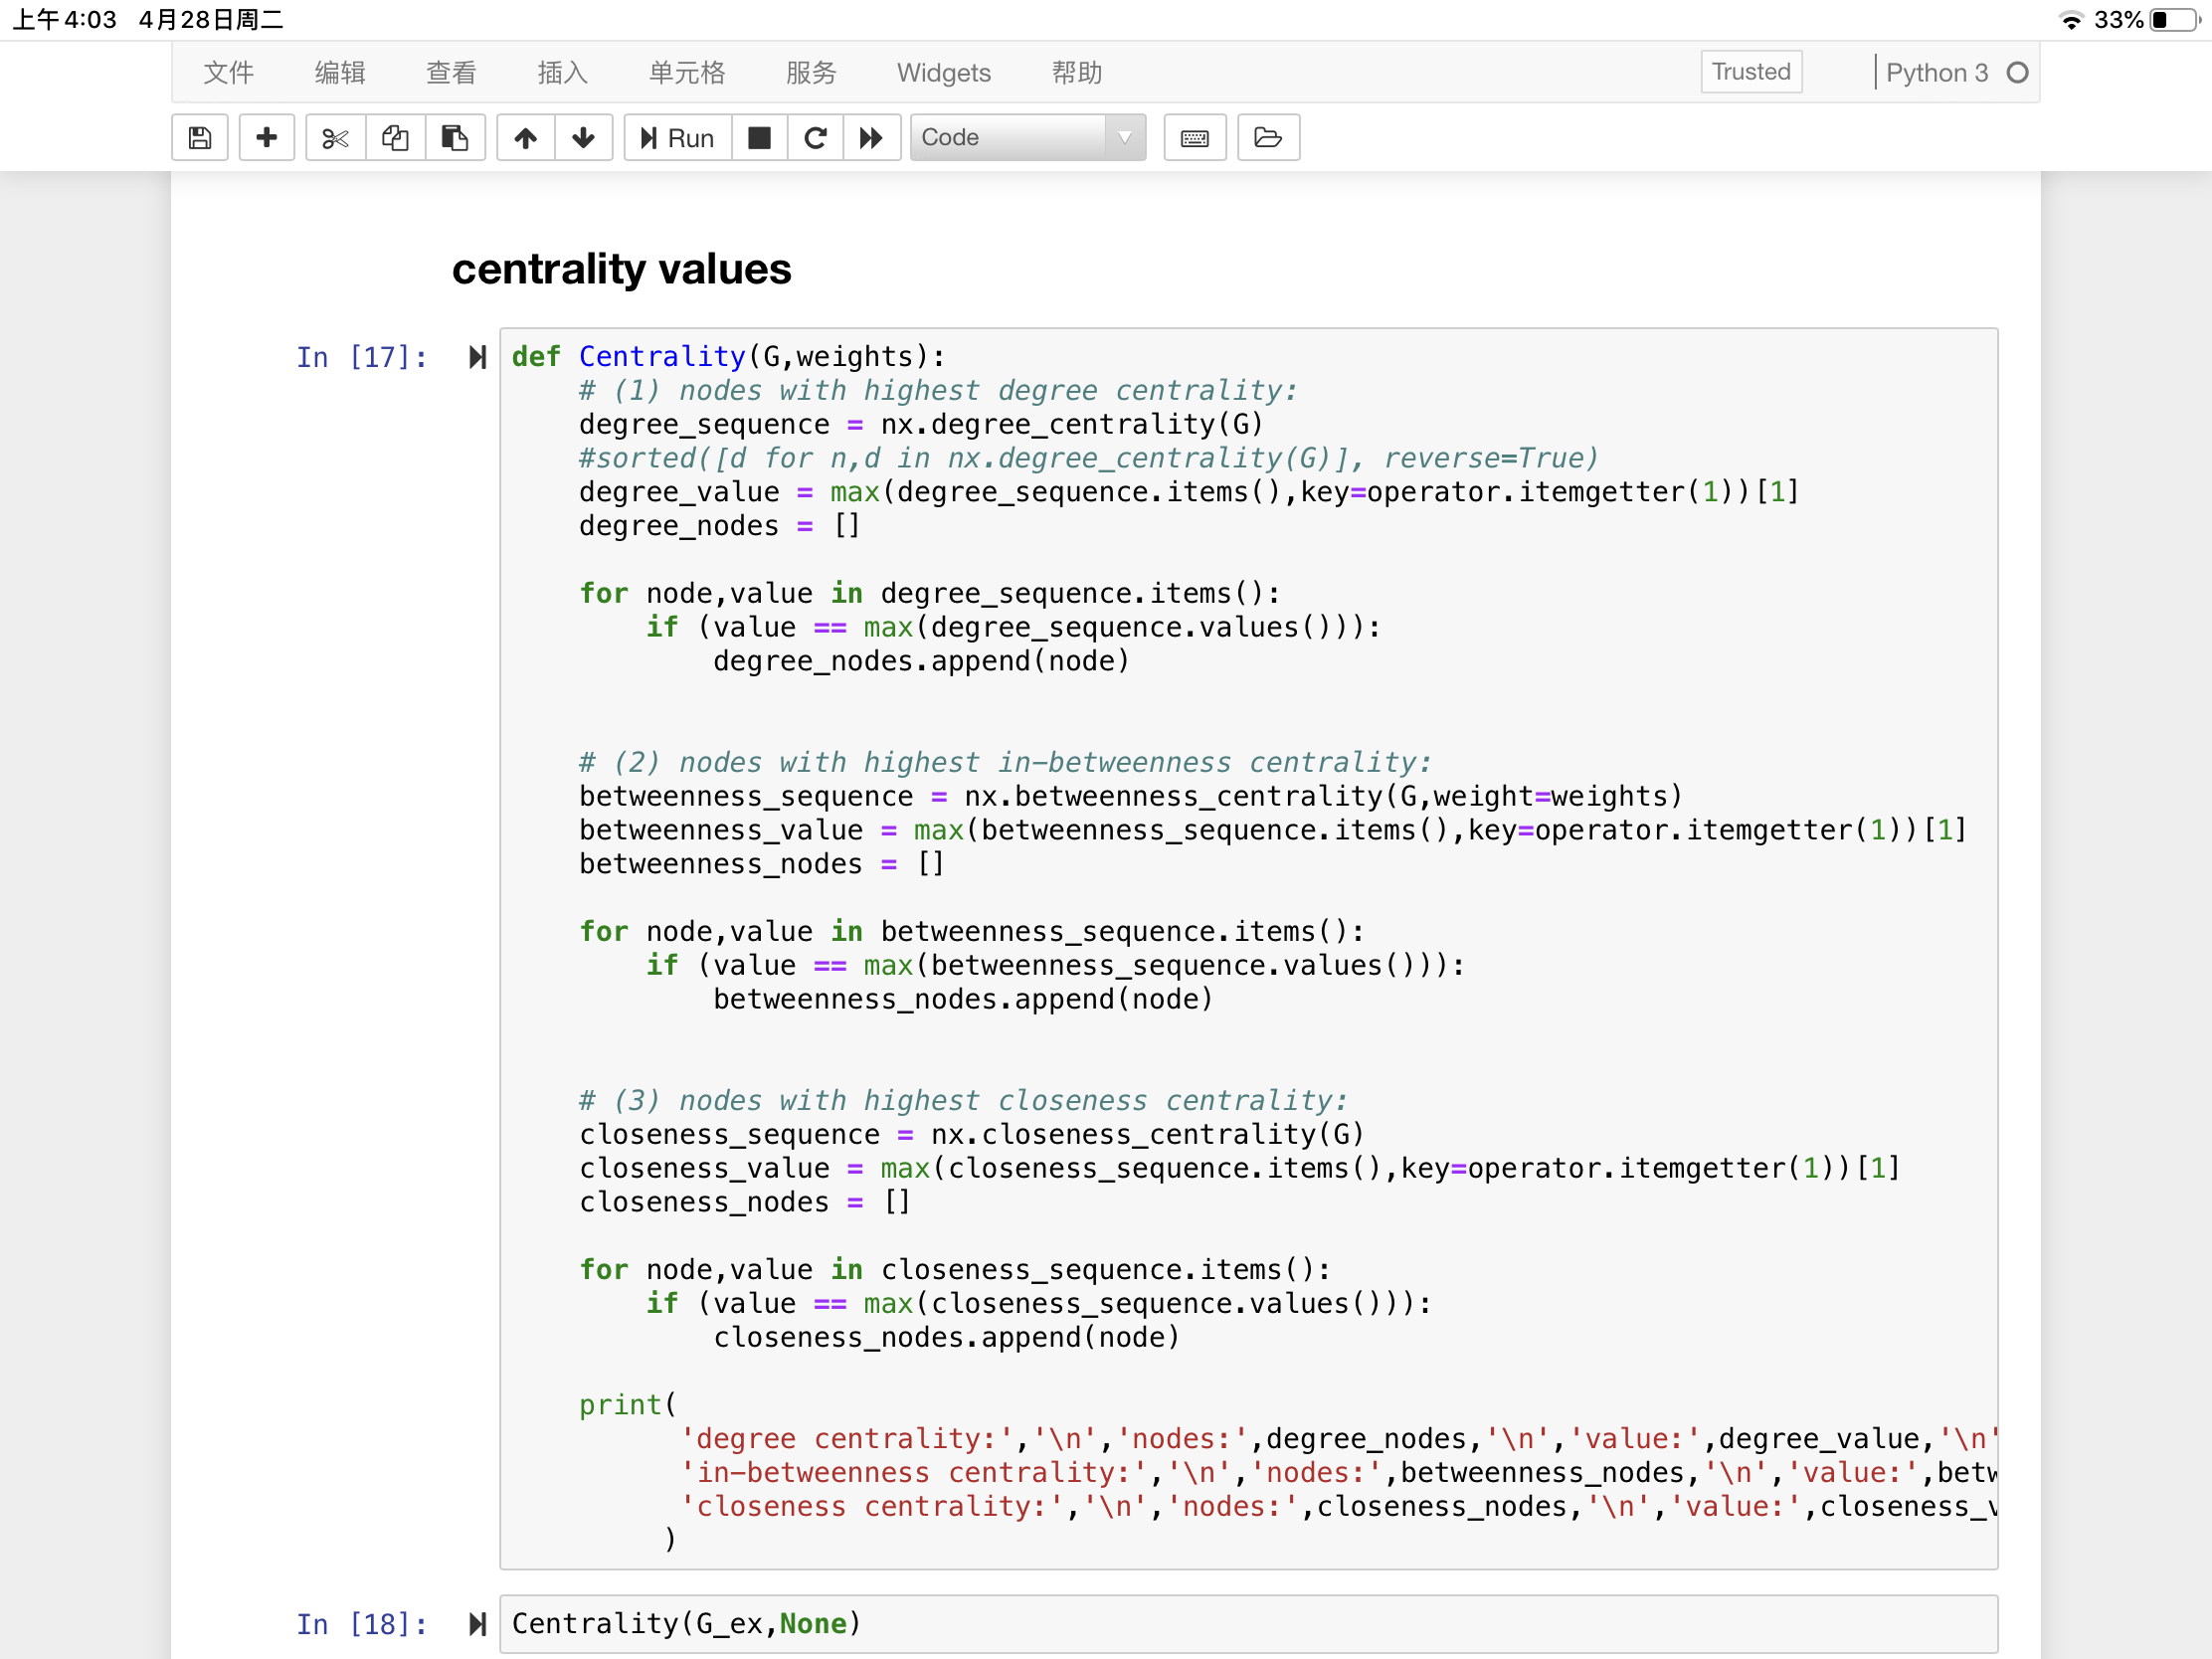 上午4:03 4月28日周二 33%
文件 编辑 查看 插入 单元格 服务 Widgets 帮助 Trusted Python 3
Run Code
centrality values
In [17]: def Centrality(G,weights):
# (1) nodes with highest degree centrality:
degree_sequence = nx.degree_centrality(G)
#sorted([d for n,d in nx.degree_centrality(G)], reverse=True)
degree_value = max(degree_sequence.items(),key=operator.itemgetter(1))[1]
degree_nodes = []
for node,value in degree_sequence.items():
if (value == max(degree_sequence.values())):
degree_nodes.append(node)
# (2) nodes with highest in-betweenness centrality:
betweenness_sequence = nx.betweenness_centrality(G,weight=weights)
betweenness_value = max(betweenness_sequence.items(),key=operator.itemgetter(1))[1]
betweenness_nodes = []
for node,value in betweenness_sequence.items():
if (value == max(betweenness_sequence.values())):
betweenness_nodes.append(node)
# (3) nodes with highest closeness centrality:
closeness_sequence = nx.closeness_centrality(G)
closeness_value = max(closeness_sequence.items(),key=operator.itemgetter(1))[1]
closeness_nodes = []
for node,value in closeness_sequence.items():
if (value == max(closeness_sequence.values())):
closeness_nodes.append(node)
print(
'degree centrality:','\n','nodes:',degree_nodes,'\n','value:',degree_value,'\n'
'in-betweenness centrality:','\n','nodes:',betweenness_nodes,'\n','value:',betw
'closeness centrality:','\n','nodes:',closeness_nodes,'\n','value:',closeness_v
)
In [18]: Centrality(G_ex,None)